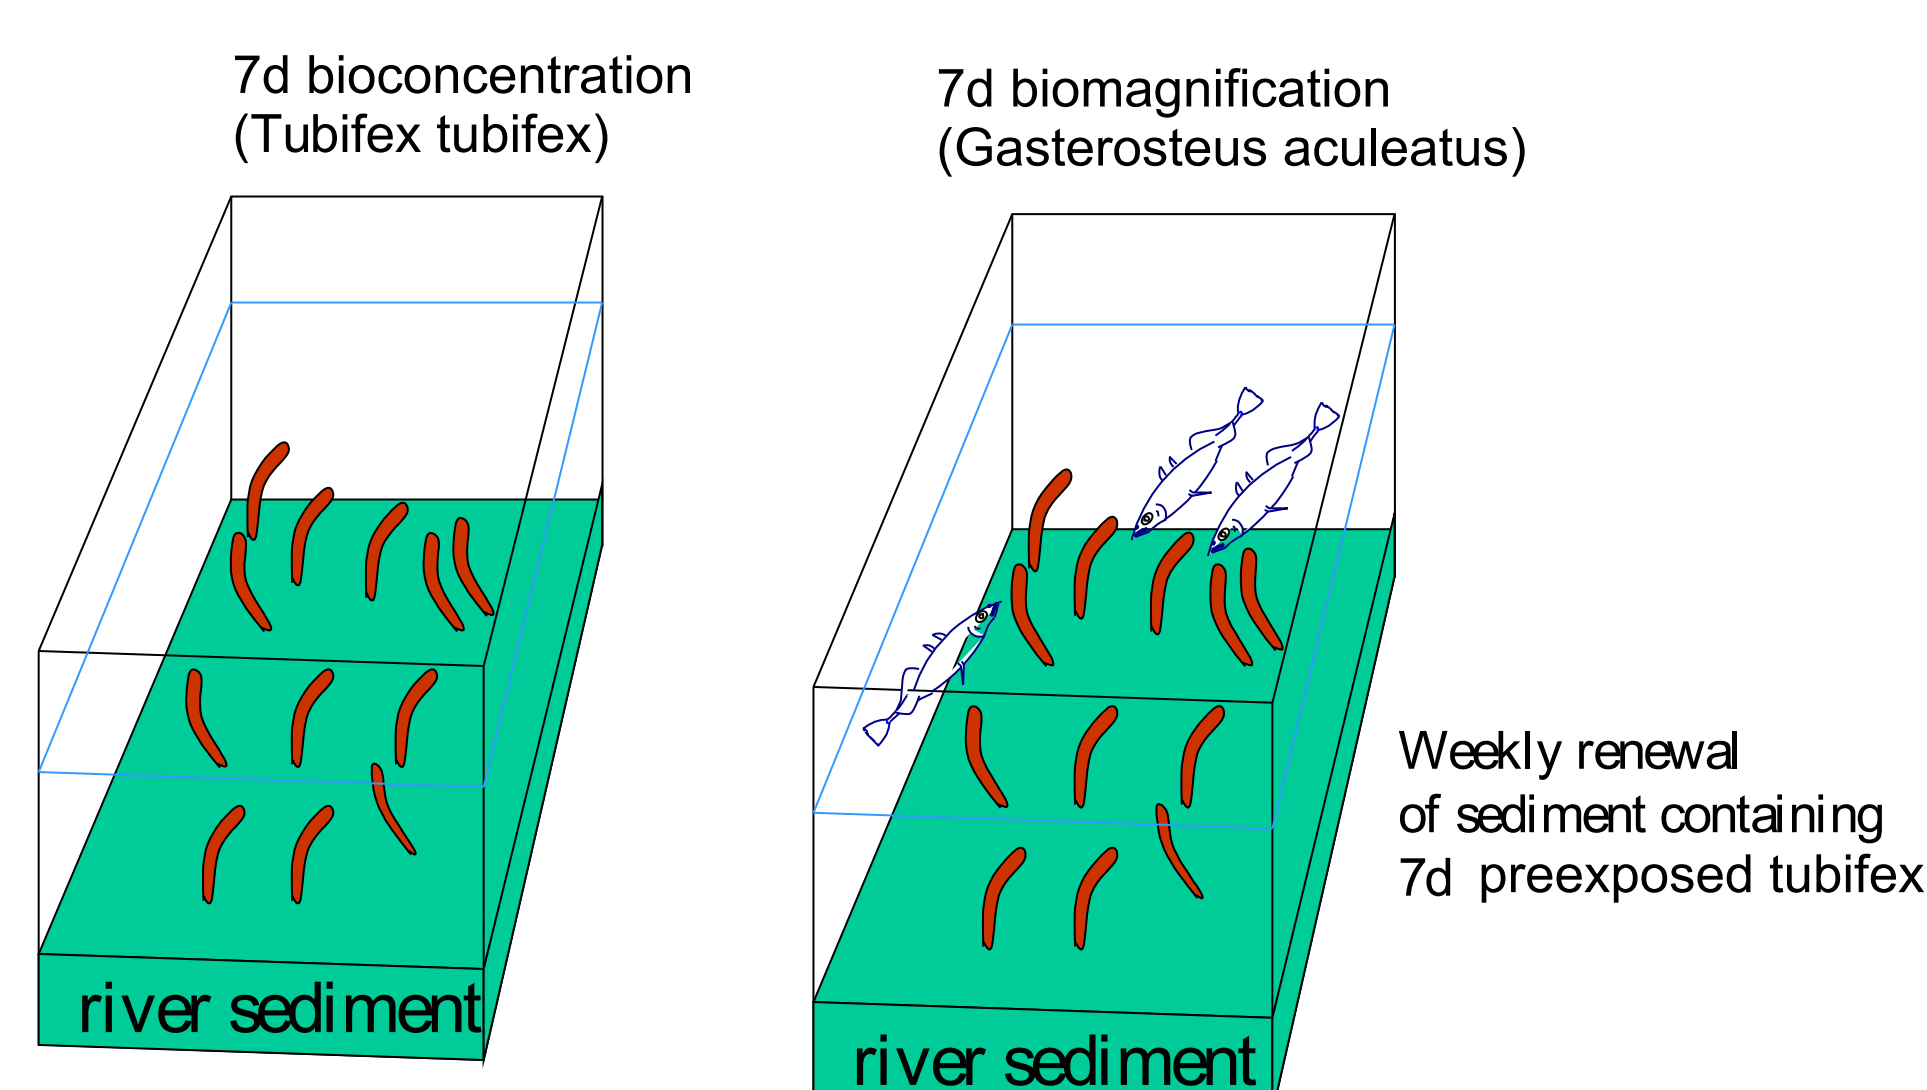 7d bioconcentration
(Tubifex tubifex)
7d biomagnification
(Gasterosteus aculeatus)
Weekly renewal
of sediment containing
7d preexposed tubifex
river sediment
river sediment